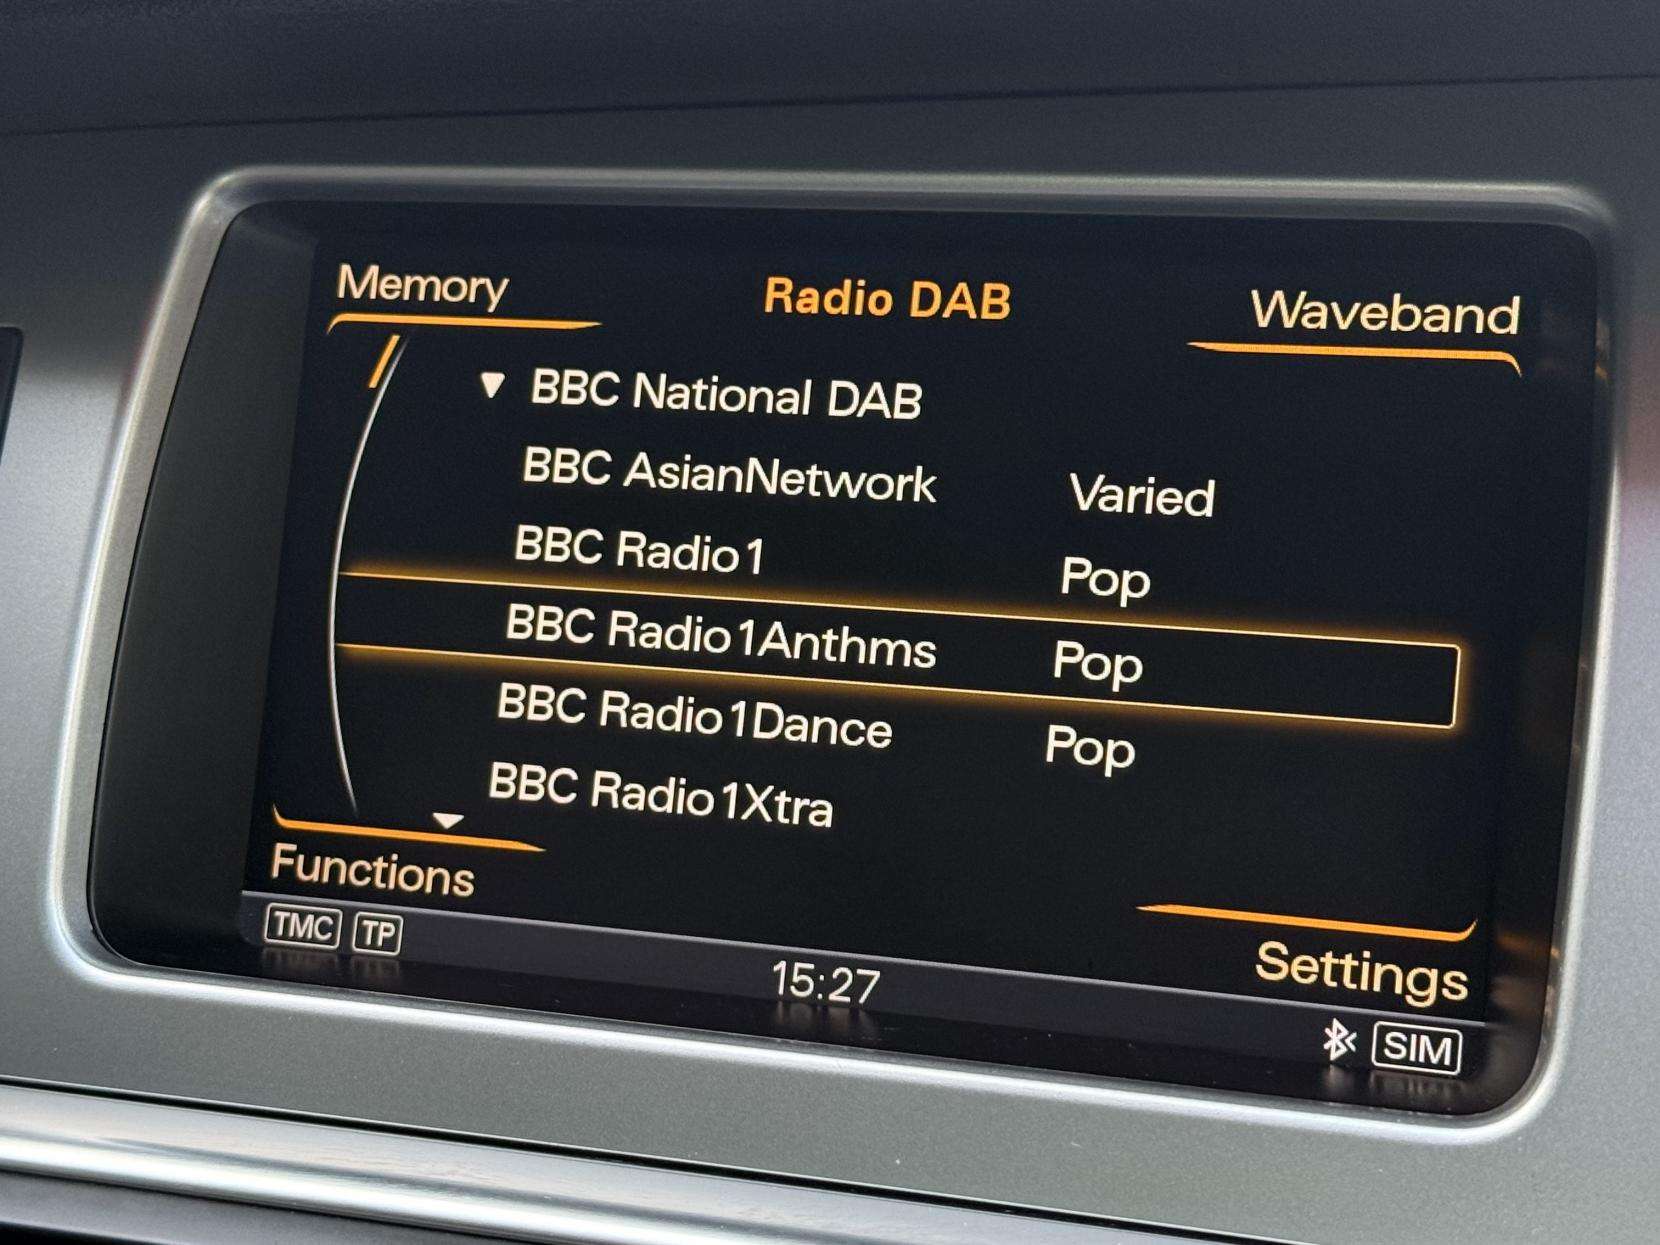 Memory Radio DAB Waveband
▼ BBC National DAB
BBC AsianNetwork Varied
BBC Radio1 Pop
BBC Radio1Anthms Pop
BBC Radio1Dance Pop
BBC Radio1Xtra
Functions
Settings
TMC TP 15:27 SIM